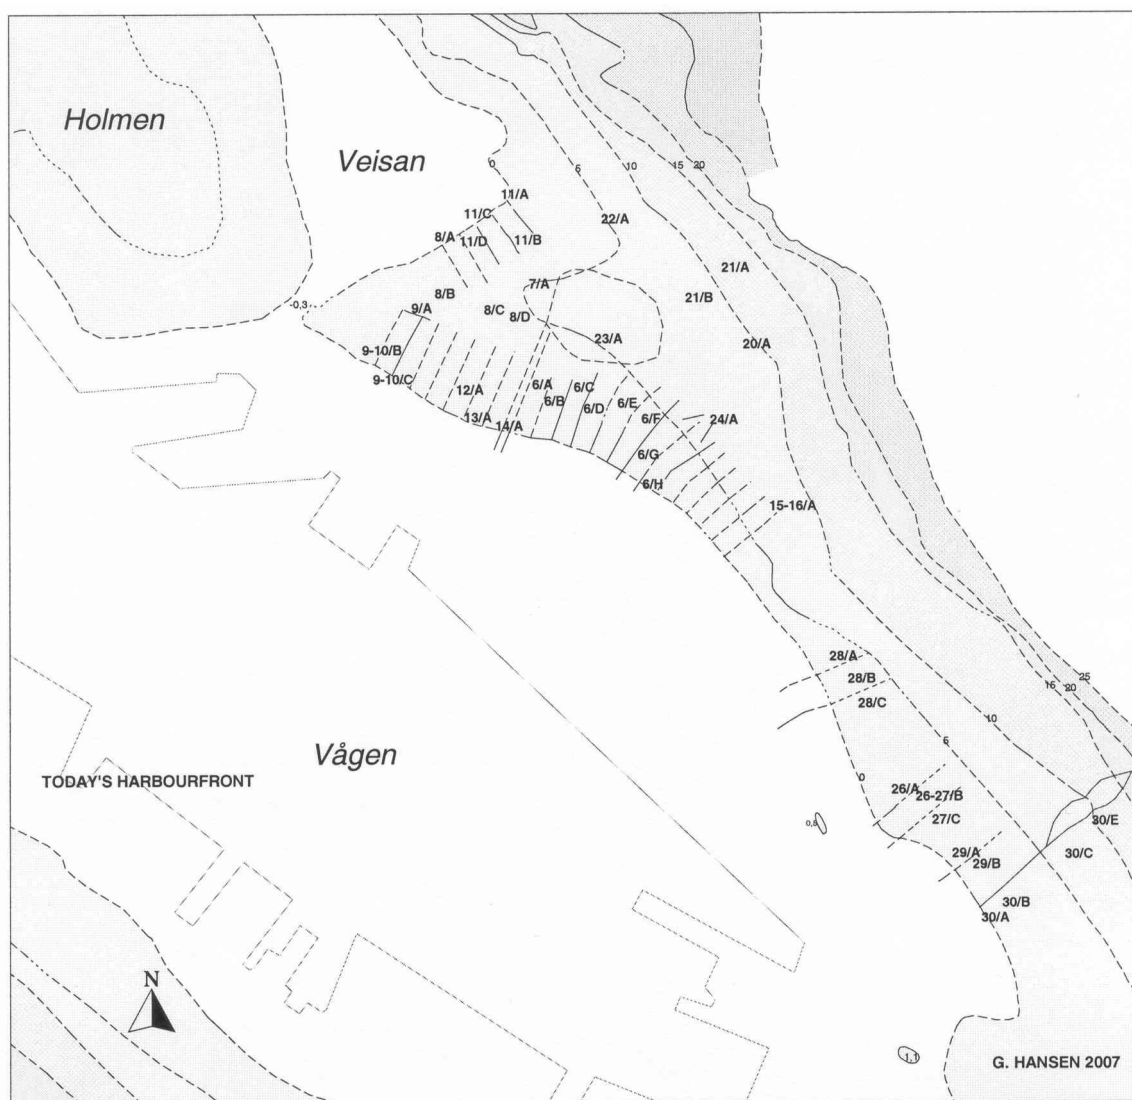 Holmen
Veisan
0
5
10
15
20
11/A
11/C
22/A
8/A
11/D
11/B
21/A
7/A
8/B
21/B
-0,3
9/A
8/C
8/D
23/A
20/A
9-10/B
9-10/C
12/A
6/A
6/C
6/B
6/D
6/E
13/A
14/A
6/F
24/A
6/G
6/H
15-16/A
28/A
28/B
28/C
15
20
25
10
5
0
Vågen
TODAY'S HARBOURFRONT
26/A
26-27/B
27/C
0,8
30/E
29/A
29/B
30/C
30/B
30/A
N
1,1
G. HANSEN 2007